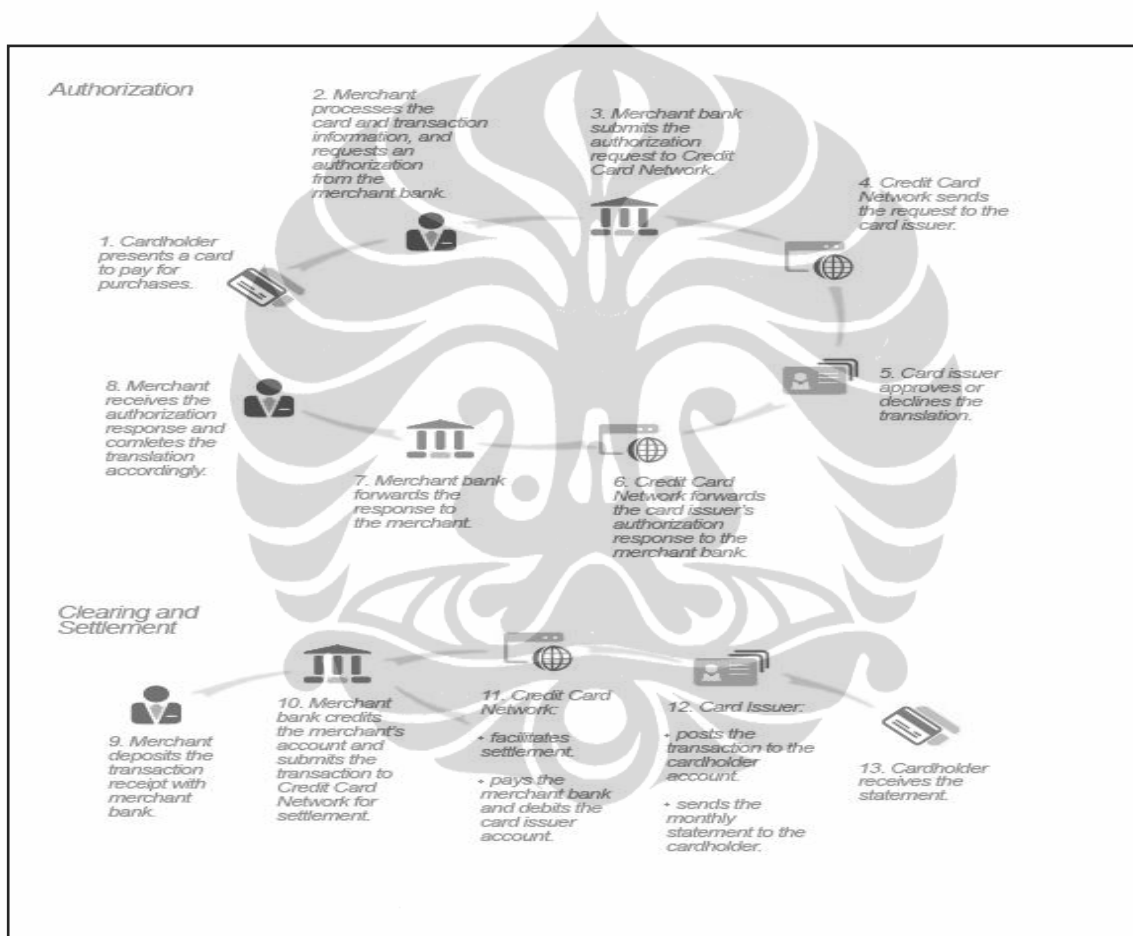 Authorization
1. Cardholder
presents a card
to pay for
purchases.
2. Merchant
processes the
card and transaction
information, and
requests an
authorization
from the
merchant bank.
3. Merchant bank
submits the
authorization
request to Credit
Card Network.
4. Credit Card
Network sends
the request to the
card issuer.
5. Card issuer
approves or
declines the
translation.
6. Credit Card
Network forwards
the card issuer's
authorization
response to the
merchant bank.
7. Merchant bank
forwards the
response to
the merchant.
8. Merchant
receives the
authorization
response and
comletes the
translation
accordingly.
Clearing and
Settlement
9. Merchant
deposits the
transaction
receipt with
merchant
bank.
10. Merchant
bank credits
the merchant's
account and
submits the
transaction to
Credit Card
Network for
settlement.
11. Credit Card
Network:
• facilitates
settlement.
• pays the
merchant bank
and debits the
card issuer
account.
12. Card Issuer:
• posts the
transaction to the
cardholder
account.
• sends the
monthly
statement to the
cardholder.
13. Cardholder
receives the
statement.